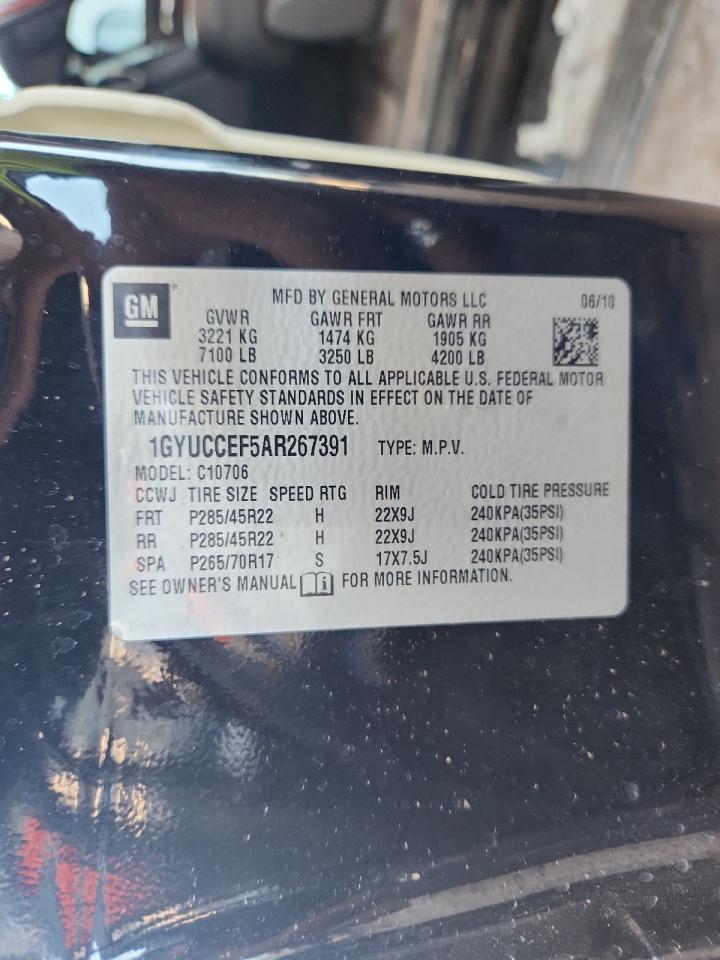 GM ®
MFD BY GENERAL MOTORS LLC 06/10
GVWR GAWR FRT GAWR RR
3221 KG 1474 KG 1905 KG
7100 LB 3250 LB 4200 LB
THIS VEHICLE CONFORMS TO ALL APPLICABLE U.S. FEDERAL MOTOR
VEHICLE SAFETY STANDARDS IN EFFECT ON THE DATE OF
MANUFACTURE SHOWN ABOVE.
1GYUCCEF5AR267391 TYPE: M.P.V.
MODEL: C10706
CCWJ TIRE SIZE SPEED RTG RIM COLD TIRE PRESSURE
FRT P285/45R22 H 22X9J 240KPA(35PSI)
RR P285/45R22 H 22X9J 240KPA(35PSI)
SPA P265/70R17 S 17X7.5J 240KPA(35PSI)
SEE OWNER'S MANUAL FOR MORE INFORMATION.